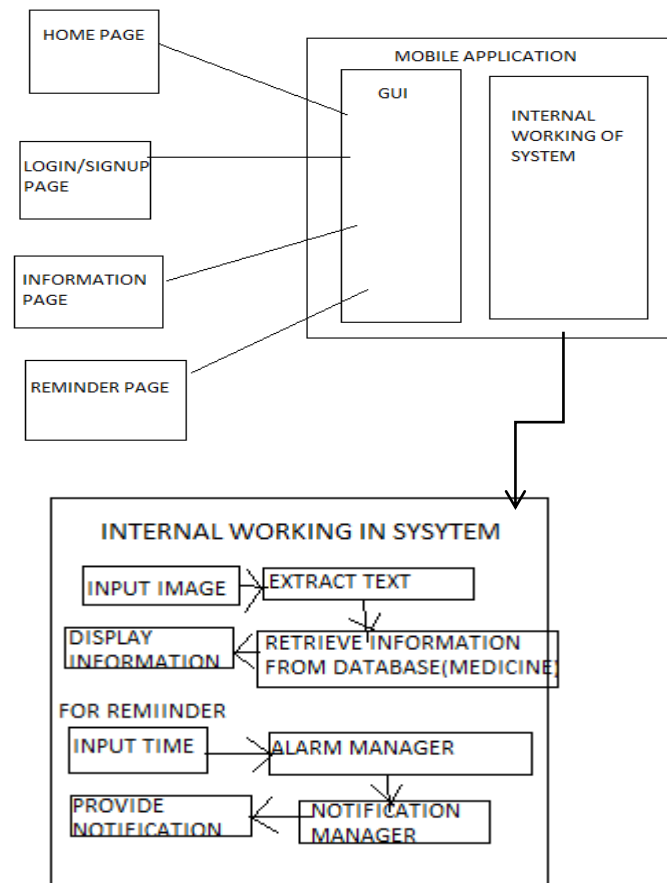 HOME PAGE
MOBILE APPLICATION
GUI
INTERNAL
WORKING OF
SYSTEM
LOGIN/SIGNUP
PAGE
INFORMATION
PAGE
REMINDER PAGE
INTERNAL WORKING IN SYSYTEM
INPUT IMAGE
EXTRACT TEXT
DISPLAY
INFORMATION
RETRIEVE INFORMATION
FROM DATABASE(MEDICINE)
FOR REMIINDER
INPUT TIME
ALARM MANAGER
PROVIDE
NOTIFICATION
NOTIFICATION
MANAGER